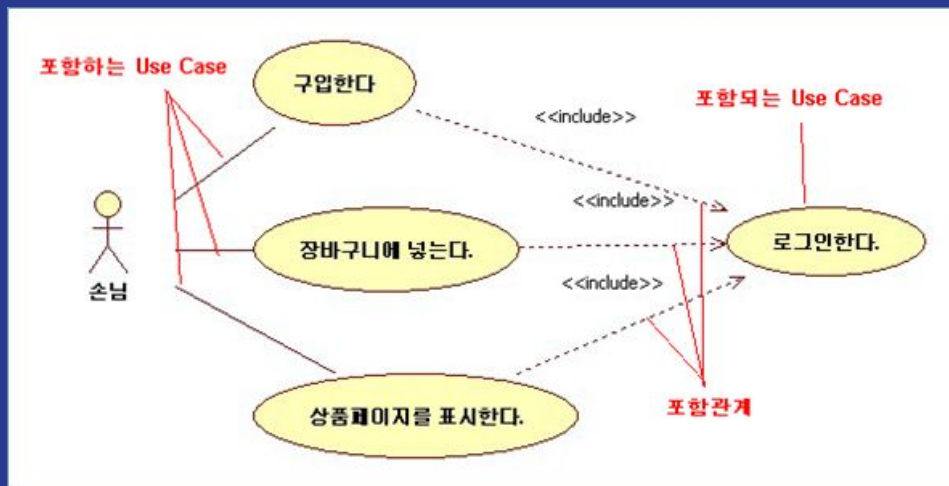 포함하는 Use Case
구입한다
포함되는 Use Case
<<include>>
<<include>>
장바구니에 넣는다.
로그인한다.
손님
<<include>>
상품페이지를 표시한다.
포함관계